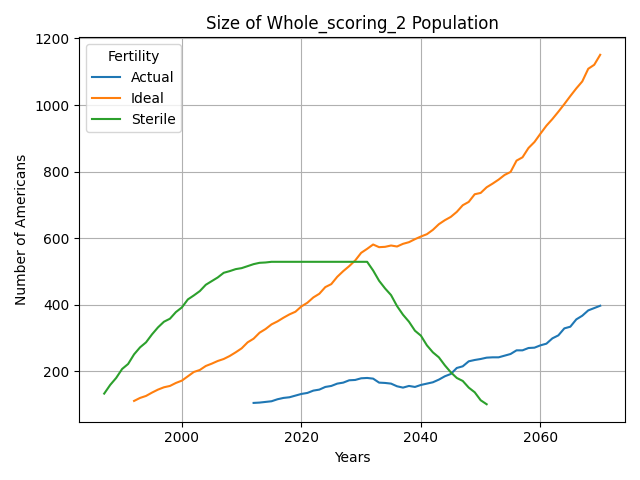 Size of Whole_scoring_2 Population
Number of Americans
1200
1000
800
600
400
200
Fertility
Actual
Ideal
Sterile
2000
2020
2040
2060
Years